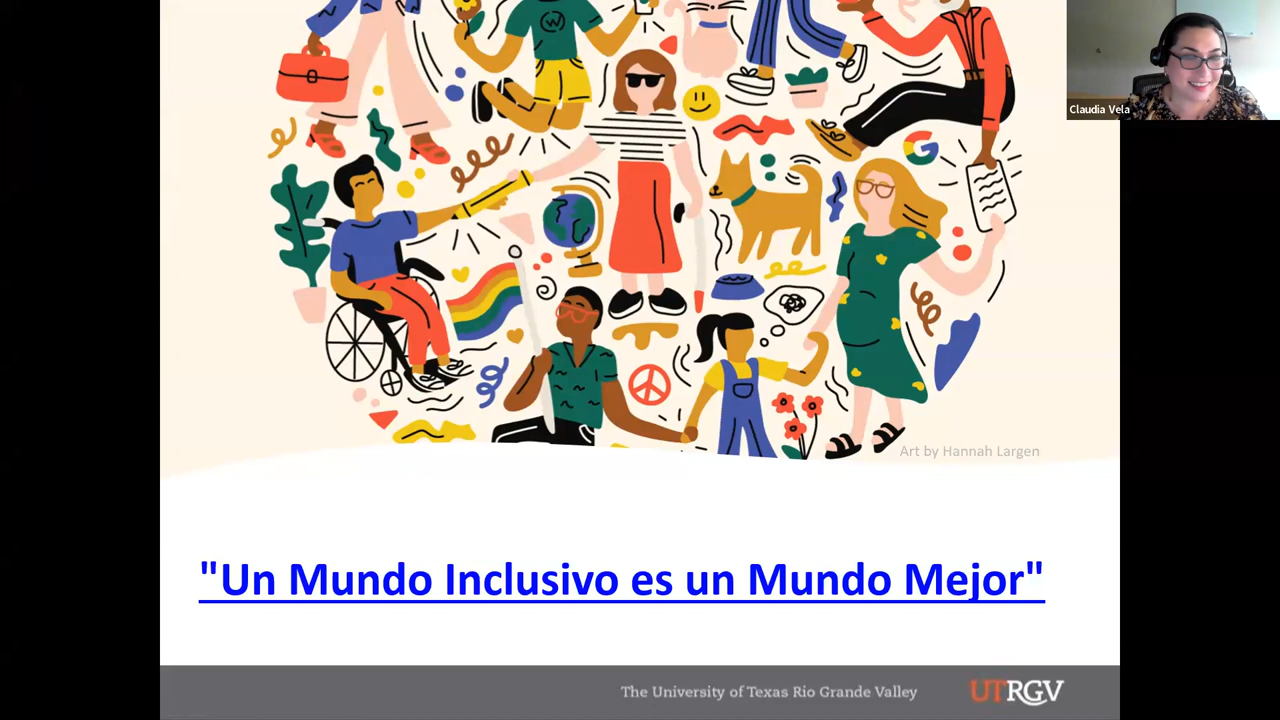 W
Claudia Vela
G
Art by Hannah Largen
"Un Mundo Inclusivo es un Mundo Mejor"
The University of Texas Rio Grande Valley
UTRGV